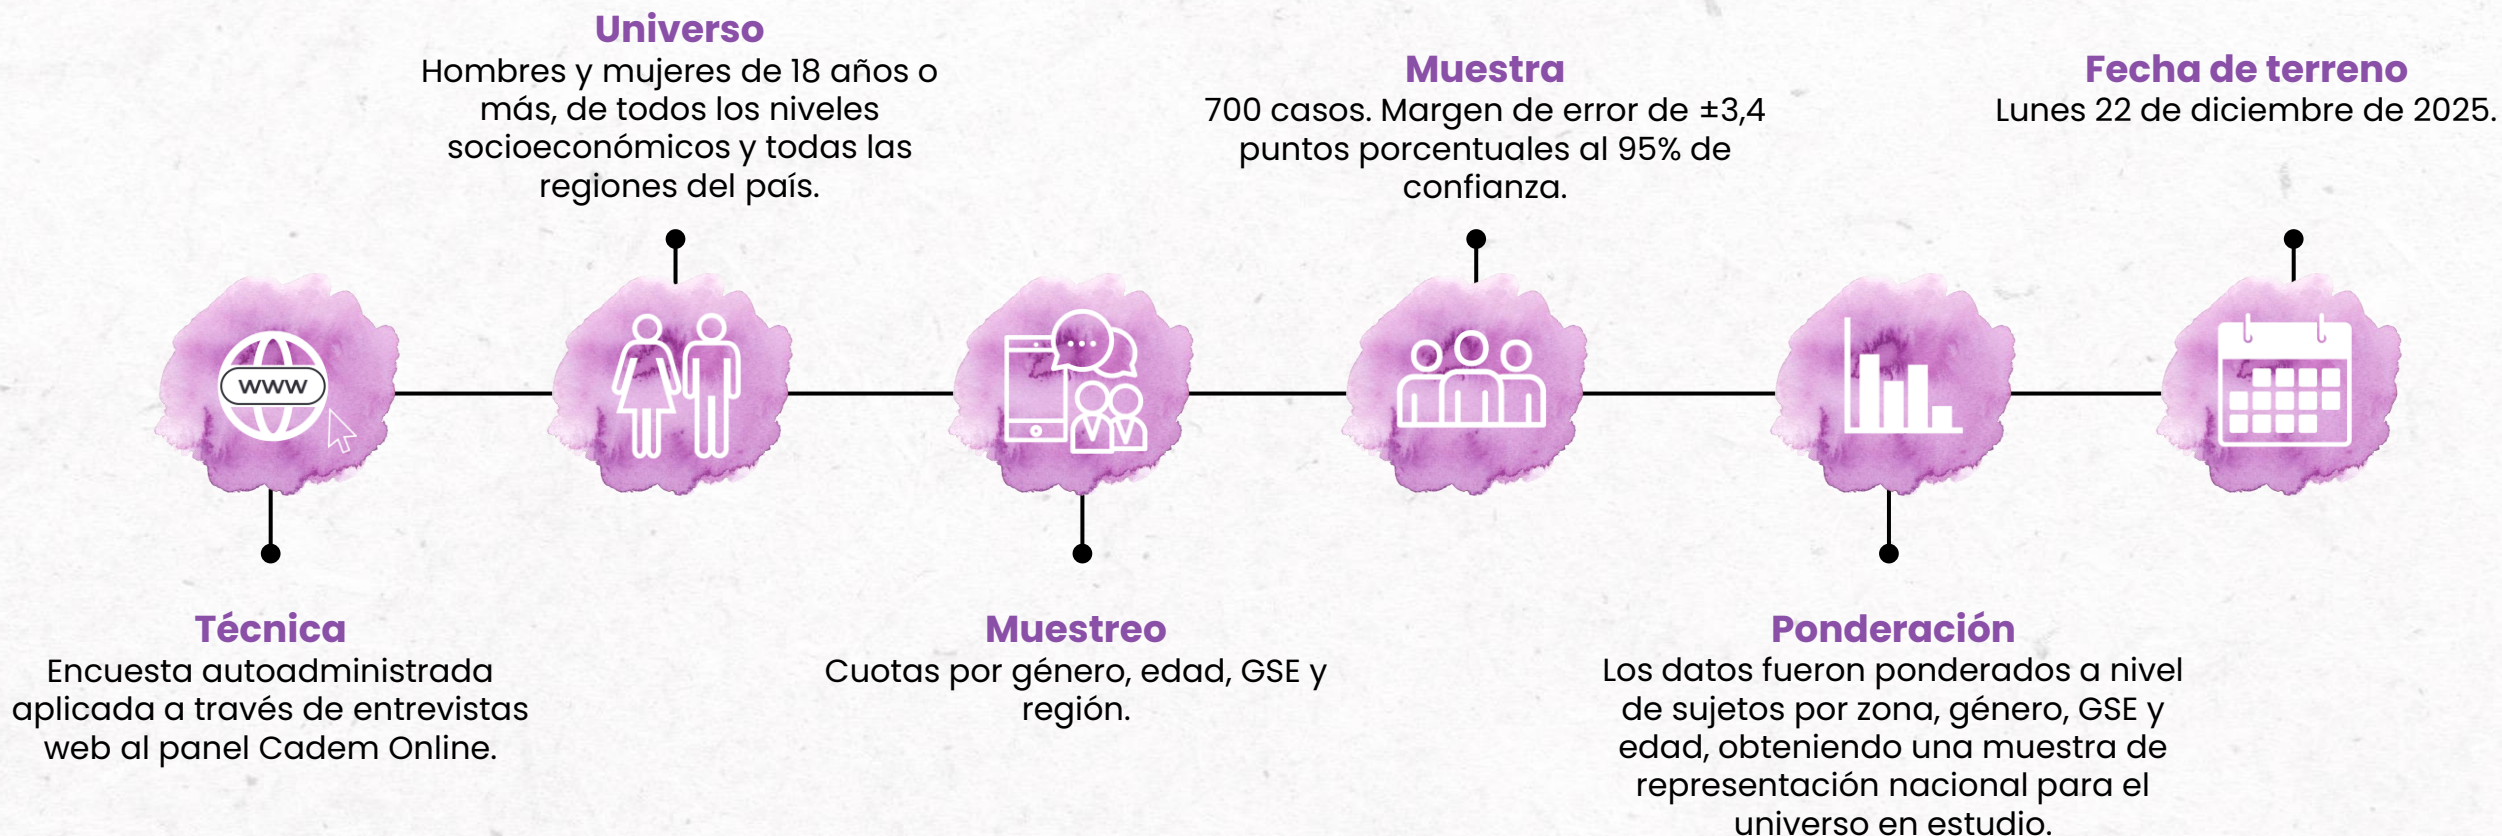 Universo
Hombres y mujeres de 18 años o
más, de todos los niveles
socioeconómicos y todas las
regiones del país.
Muestra
700 casos. Margen de error de ±3,4
puntos porcentuales al 95% de
confianza.
Fecha de terreno
Lunes 22 de diciembre de 2025.
www
Técnica
Encuesta autoadministrada
aplicada a través de entrevistas
web al panel Cadem Online.
Muestreo
Cuotas por género, edad, GSE y
región.
Ponderación
Los datos fueron ponderados a nivel
de sujetos por zona, género, GSE y
edad, obteniendo una muestra de
representación nacional para el
universo en estudio.